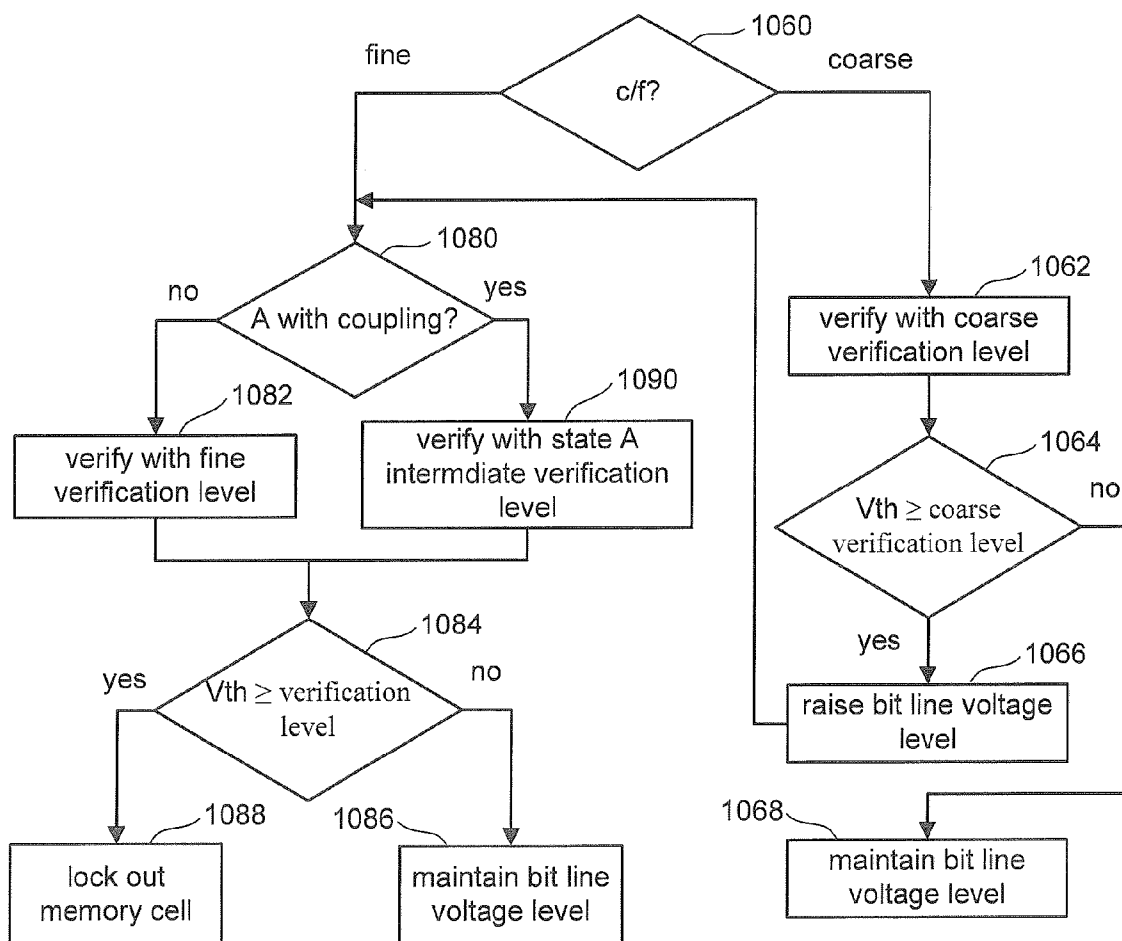 1060
fine
coarse
c/f?
1080
no
yes
A with coupling?
1062
verify with coarse
verification level
1082
verify with fine
verification level
1090
verify with state A
intermdiate verification
level
1064
no
Vth ≥ coarse
verification level
yes
1066
raise bit line voltage
level
1084
yes
no
Vth ≥ verification
level
1088
lock out
memory cell
1086
maintain bit line
voltage level
1068
maintain bit line
voltage level